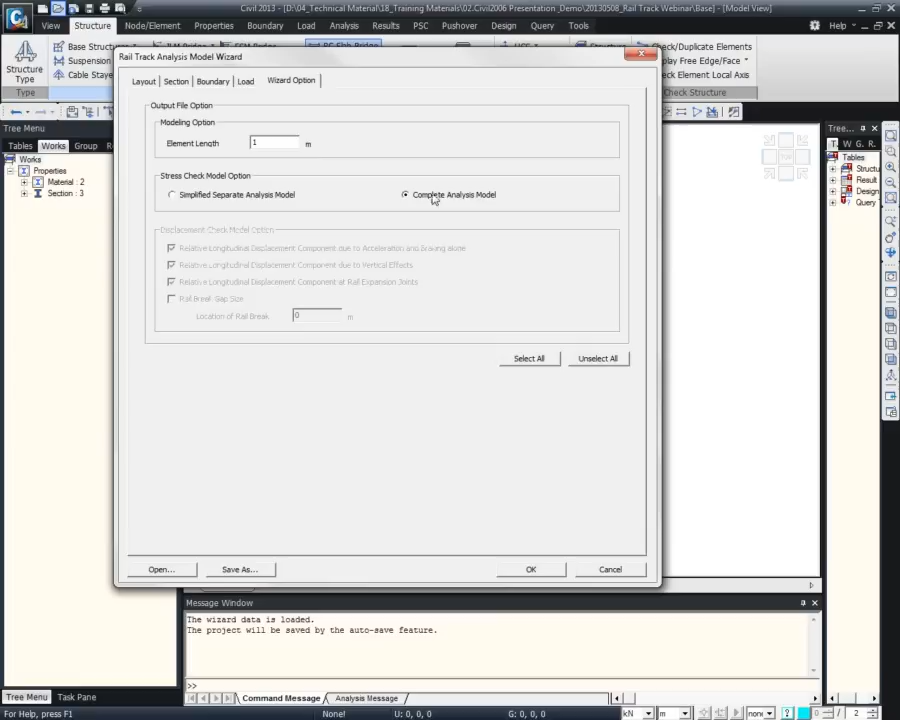 Civil 2013 - [D:\04_Technical Material\18_Training Materials\02.Civil2006 Presentation_Demo\20130508_Rail Track Webinar\Base] - [Model View]
View Structure Node/Element Properties Boundary Load Analysis Results PSC Pushover Design Query Tools Help
Base Struct
Suspension
Cable Staye
Structure
Type
Type
Check/Duplicate Elements
play Free Edge/Face
eck Element Local Axis
Check Structure
Rail Track Analysis Model Wizard
Layout Section Boundary Load Wizard Option
Output File Option
Modeling Option
Element Length 1 m
Stress Check Model Option
Simplified Separate Analysis Model Complete Analysis Model
Displacement Check Model Option
Relative Longitudinal Displacement Component due to Acceleration and Braking alone
Relative Longitudinal Displacement Component due to Vertical Effects
Relative Longitudinal Displacement Component at Rail Expansion Joints
Rail Break Gap Size
Location of Rail Break 0 m
Select All Unselect All
Open... Save As... OK Cancel
Tree Menu
Tables Works Group R
Works
Properties
Material : 2
Section : 3
Tree...
T. W G. R.
Tables
Structu
Result
Design
Query
Message Window
The wizard data is loaded.
The project will be saved by the auto-save feature.
>>
Command Message Analysis Message
Tree Menu Task Pane
For Help, press F1 None! U: 0, 0, 0 G: 0, 0, 0 kN m none 2